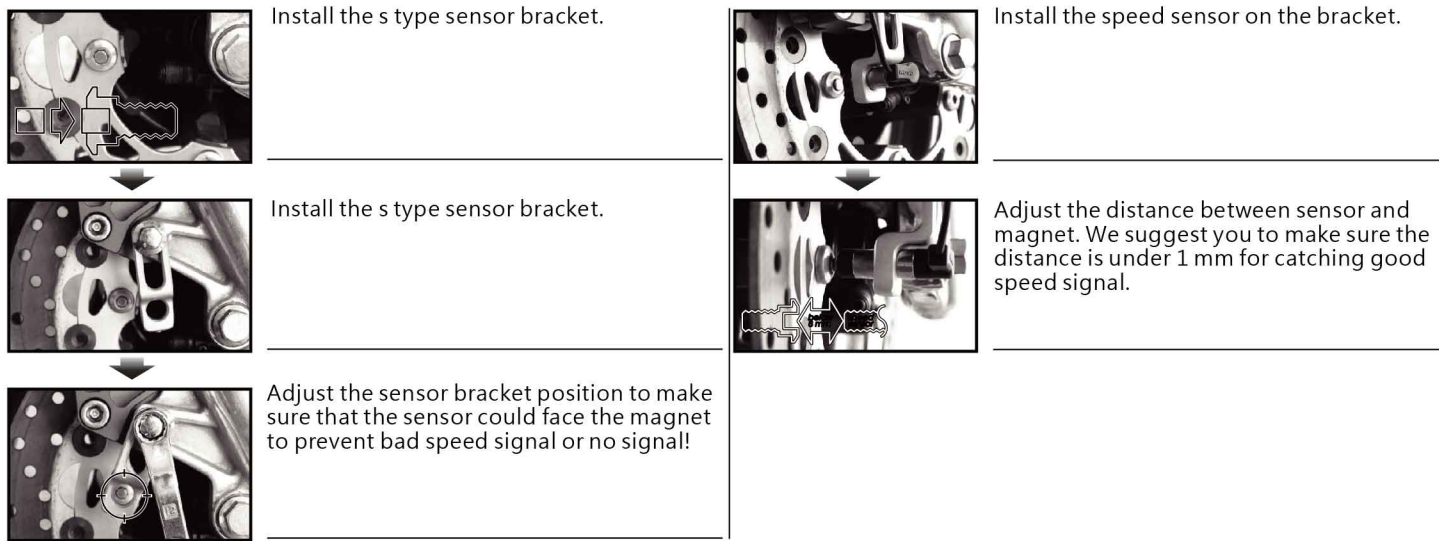 Install the s type sensor bracket.
Install the s type sensor bracket.
Adjust the sensor bracket position to make
sure that the sensor could face the magnet
to prevent bad speed signal or no signal!
Install the speed sensor on the bracket.
Adjust the distance between sensor and
magnet. We suggest you to make sure the
distance is under 1 mm for catching good
speed signal.